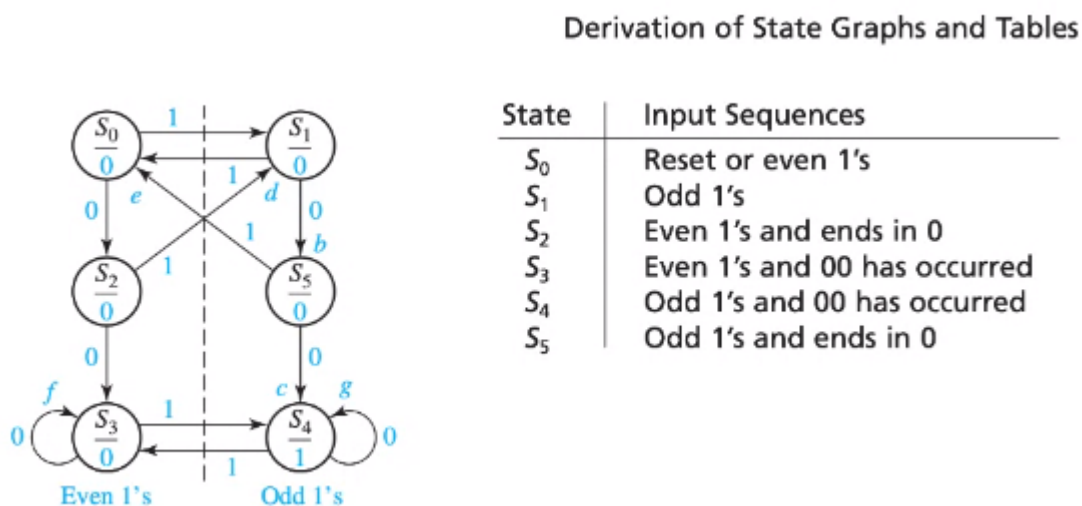 Derivation of State Graphs and Tables
1
S0
0
S1
0
1
0
e
d
0
1
b
1
S2
0
S5
0
0
0
f
c
g
1
0
S3
0
S4
1
0
1
Even 1's
Odd 1's
State Input Sequences
S0 Reset or even 1's
S1 Odd 1's
S2 Even 1's and ends in 0
S3 Even 1's and 00 has occurred
S4 Odd 1's and 00 has occurred
S5 Odd 1's and ends in 0